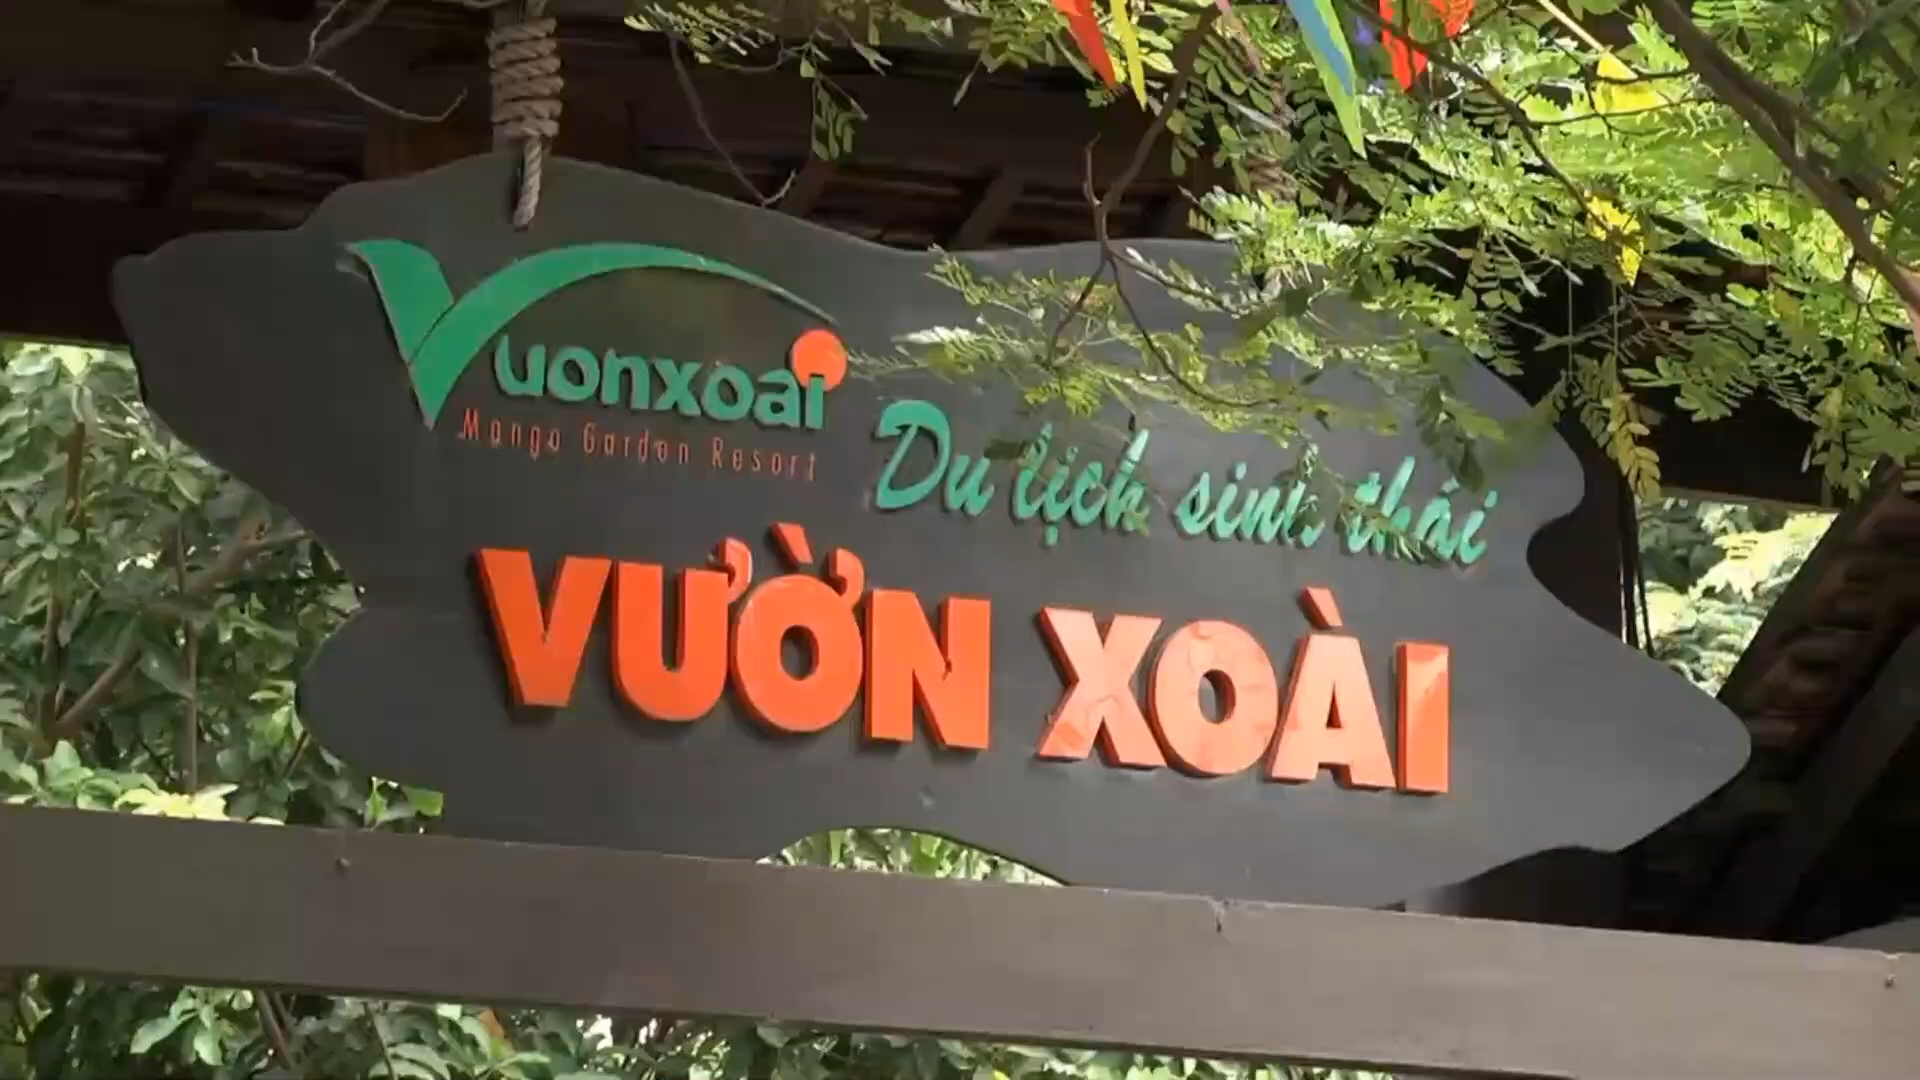 Vuonxoai
Mango Garden Resort
Du lịch sinh thái
VƯỜN XOÀI